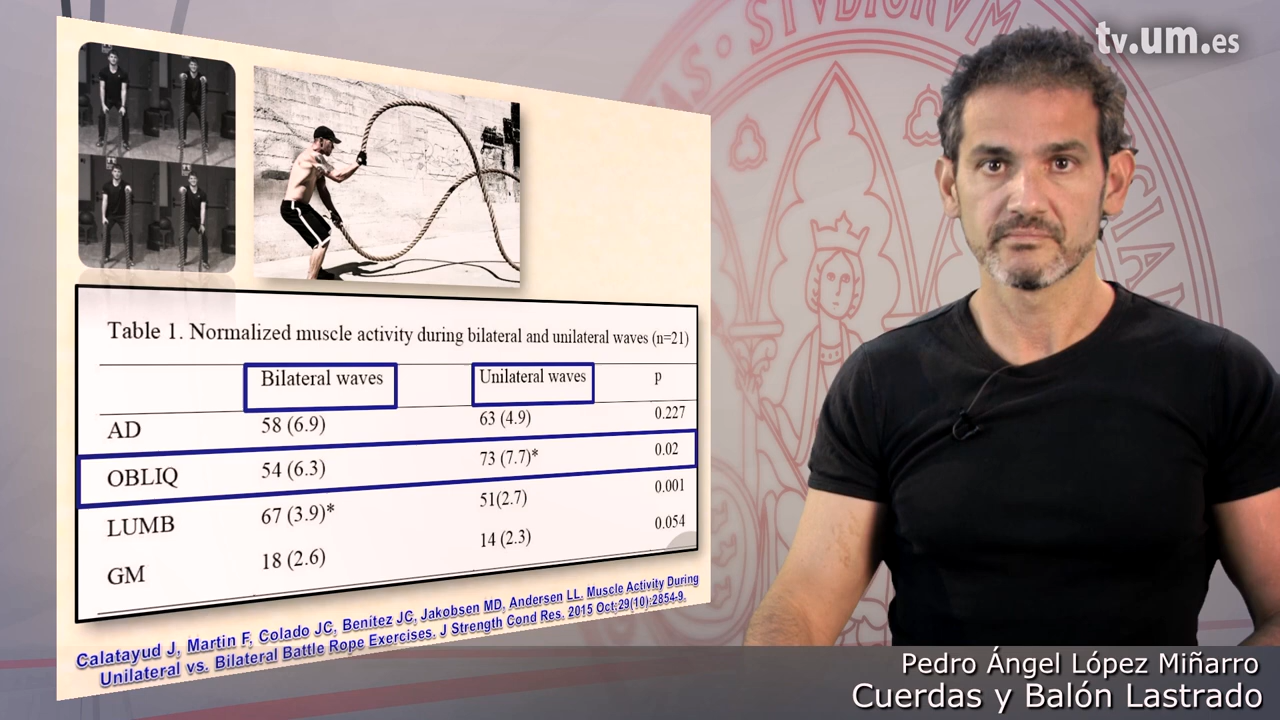 tv.um.es
STVDIORVM
Table 1. Normalized muscle activity during bilateral and unilateral waves (n=21)
Bilateral waves Unilateral waves p
AD 58 (6.9) 63 (4.9) 0.227
OBLIQ 54 (6.3) 73 (7.7)* 0.02
LUMB 67 (3.9)* 51(2.7) 0.001
GM 18 (2.6) 14 (2.3) 0.054
Calatayud J, Martin F, Colado JC, Benítez JC, Jakobsen MD, Andersen LL. Muscle Activity During
Unilateral vs. Bilateral Battle Rope Exercises. J Strength Cond Res. 2015 Oct;29(10):2854-9.
Pedro Ángel López Miñarro
Cuerdas y Balón Lastrado